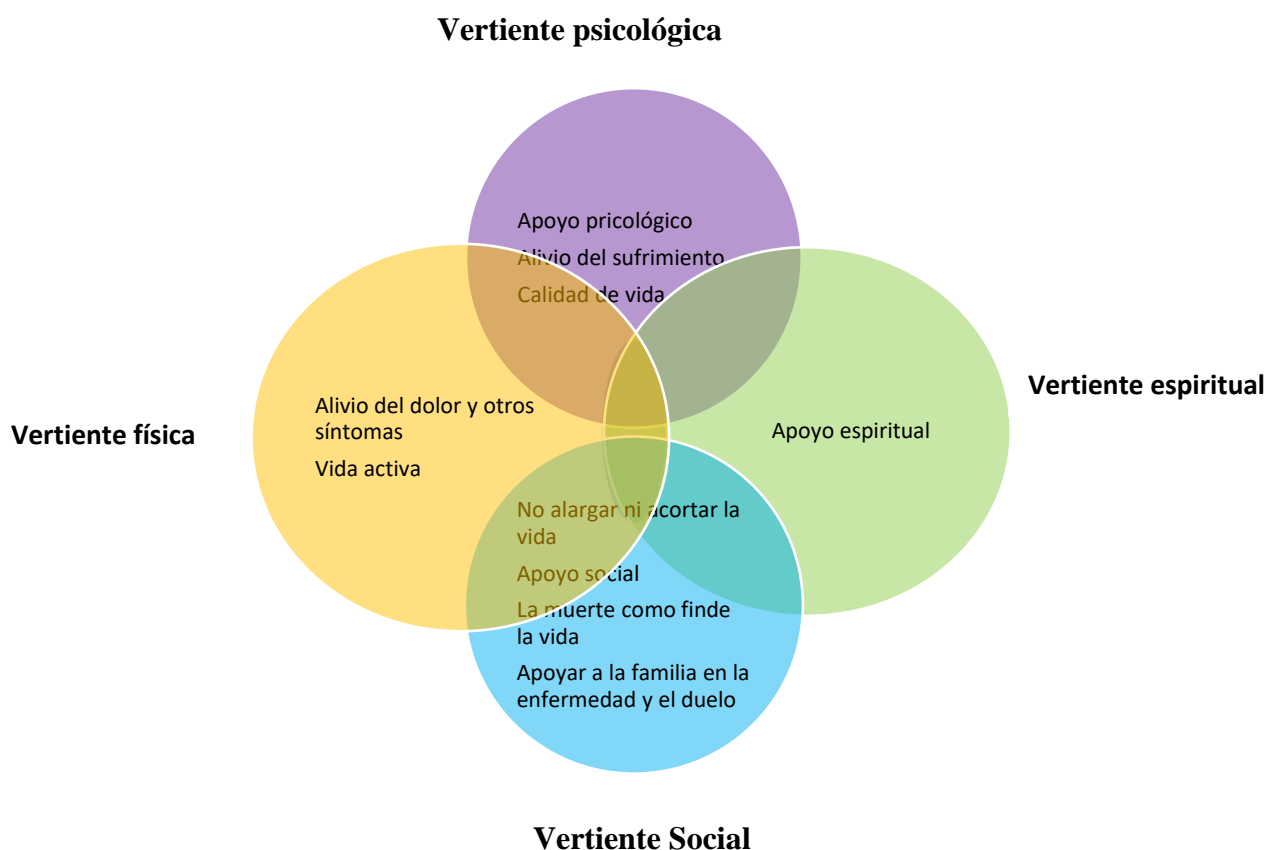 Vertiente psicológica
Apoyo pricológico
Alivio del sufrimiento
Calidad de vida
Vertiente física
Alivio del dolor y otros
síntomas
Vida activa
Vertiente espiritual
Apoyo espiritual
No alargar ni acortar la
vida
Apoyo social
La muerte como finde
la vida
Apoyar a la familia en la
enfermedad y el duelo
Vertiente Social